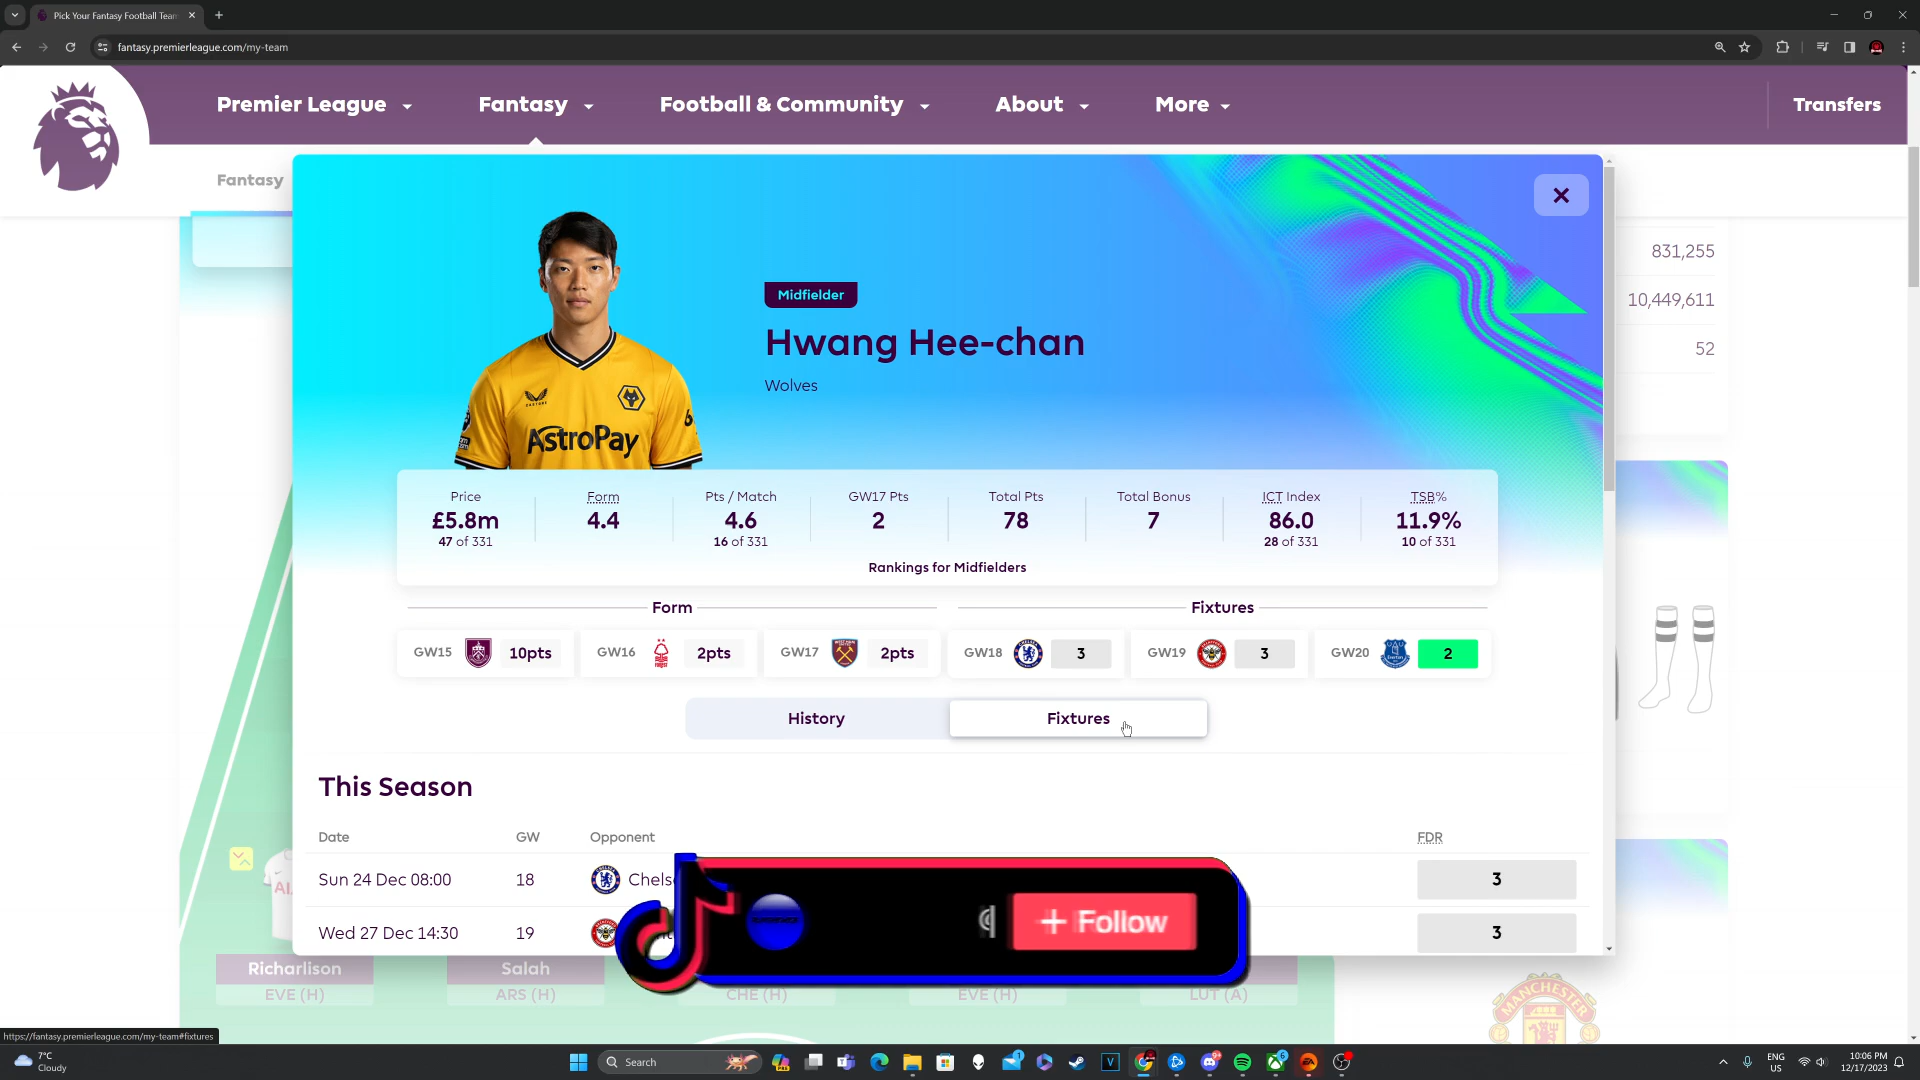 Pick Your Fantasy Football Team
fantasy.premierleague.com/my-team
Premier League
Fantasy
Football & Community
About
More
Transfers
Fantasy
831,255
10,449,611
52
Midfielder
Hwang Hee-chan
Wolves
AstroPay
Price
£5.8m
47 of 331
Form
4.4
Pts / Match
4.6
16 of 331
GW17 Pts
2
Total Pts
78
Total Bonus
7
ICT Index
86.0
28 of 331
TSB%
11.9%
10 of 331
Rankings for Midfielders
Form
Fixtures
GW15 10pts
GW16 2pts
GW17 2pts
GW18 3
GW19 3
GW20 2
History
Fixtures
This Season
Date GW Opponent FDR
Sun 24 Dec 08:00 18 Chels 3
Wed 27 Dec 14:30 19 3
+ Follow
Richarlison
EVE (H)
Salah
ARS (H)
CHE (H)
EVE (H)
LUT (A)
MANCHESTER
https://fantasy.premierleague.com/my-team#fixtures
7°C
Cloudy
Search
ENG
US
10:06 PM
12/17/2023